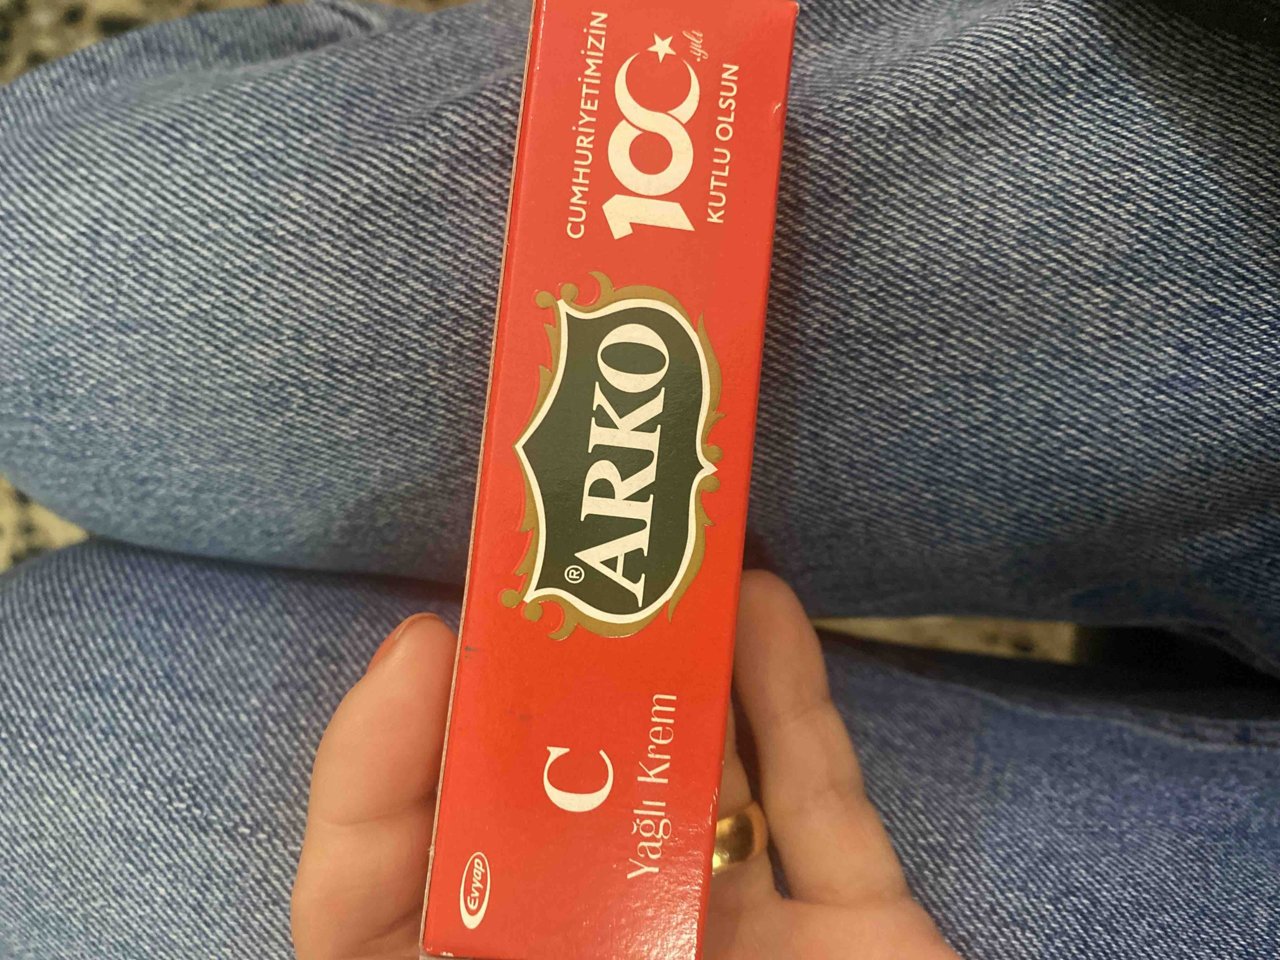 Evyap
C
Yağlı Krem
ARKO®
CUMHURİYETİMİZİN
100.yılı
KUTLU OLSUN